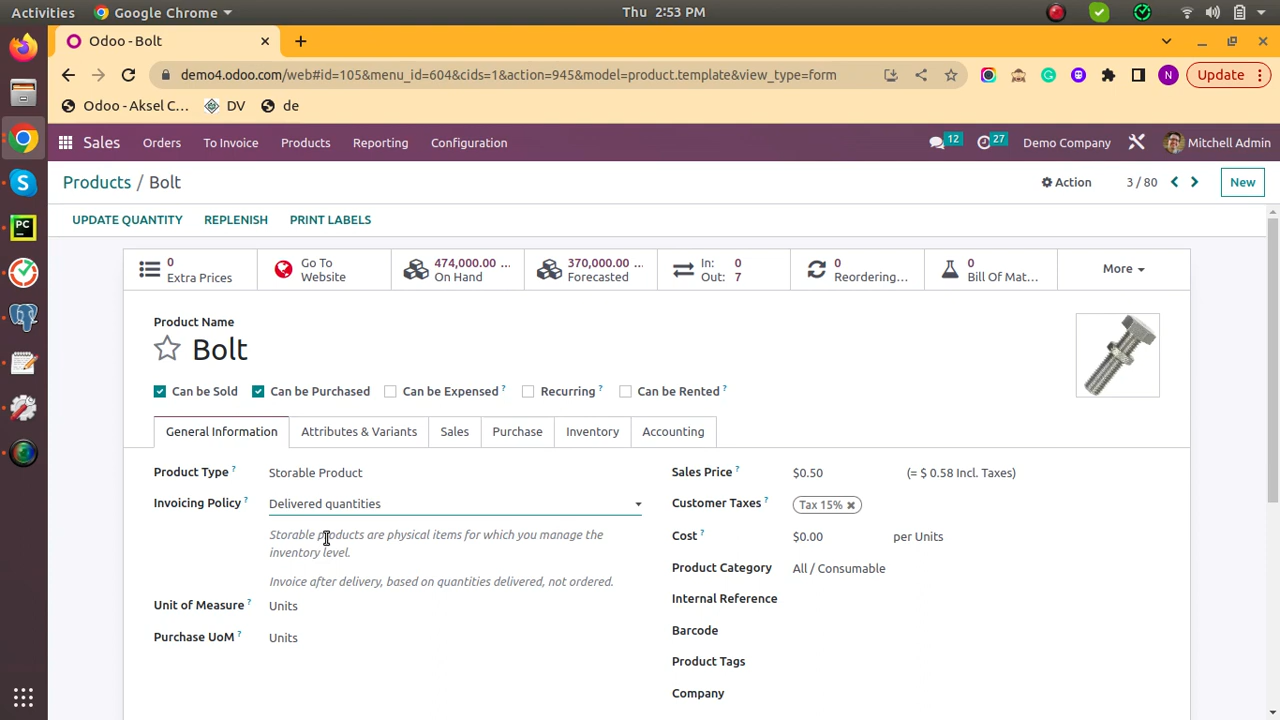 Activities Google Chrome Thu 2:53 PM
Odoo - Bolt
demo4.odoo.com/web#id=105&menu_id=604&cids=1&action=945&model=product.template&view_type=form N Update
Odoo - Aksel C... DV de
Sales Orders To Invoice Products Reporting Configuration 12 27 Demo Company Mitchell Admin
Products / Bolt Action 3 / 80 New
UPDATE QUANTITY REPLENISH PRINT LABELS
0 Extra Prices
Go To Website
474,000.00 ... On Hand
370,000.00 ... Forecasted
In: 0
Out: 7
0 Reordering...
0 Bill Of Mat...
More
Product Name
Bolt
Can be Sold Can be Purchased Can be Expensed ? Recurring ? Can be Rented ?
General Information Attributes & Variants Sales Purchase Inventory Accounting
Product Type ? Storable Product
Invoicing Policy ? Delivered quantities
Storable products are physical items for which you manage the
inventory level.
Invoice after delivery, based on quantities delivered, not ordered.
Unit of Measure ? Units
Purchase UoM ? Units
Sales Price ? $0.50 (= $ 0.58 Incl. Taxes)
Customer Taxes ? Tax 15%
Cost ? $0.00 per Units
Product Category All / Consumable
Internal Reference
Barcode
Product Tags
Company
PC